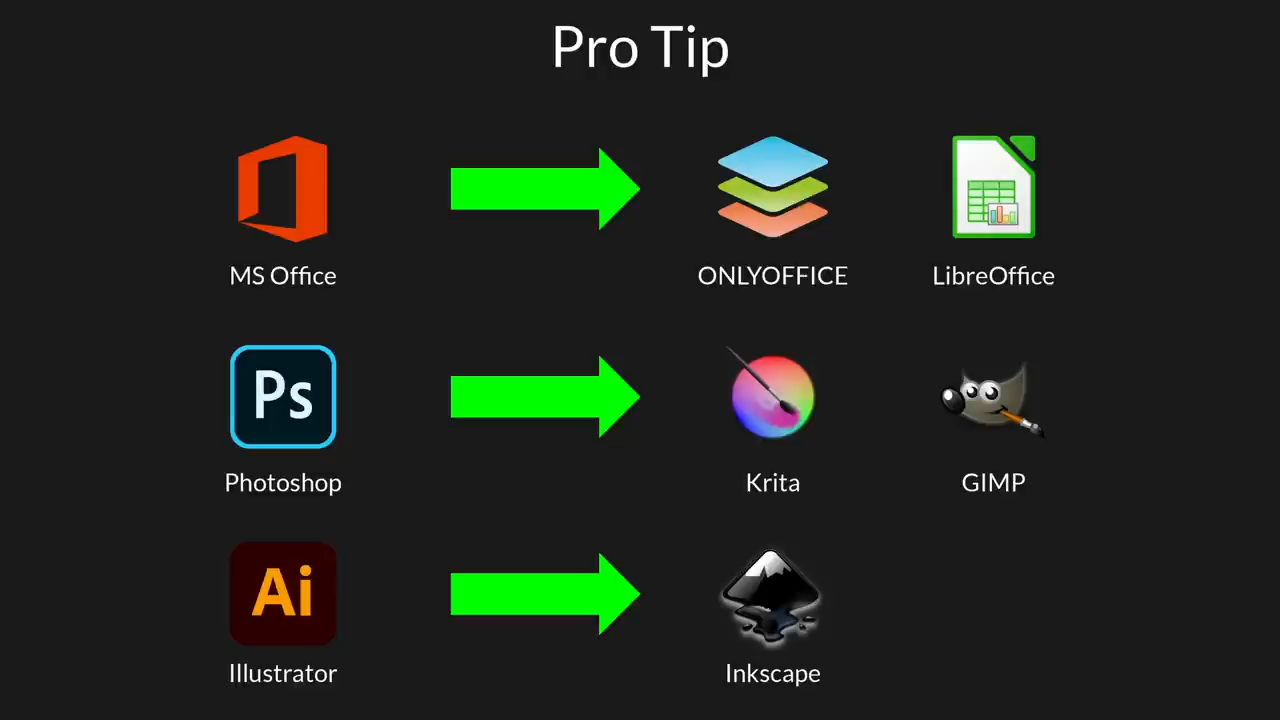 Pro Tip
MS Office
ONLYOFFICE
LibreOffice
Ps
Photoshop
Krita
GIMP
Ai
Illustrator
Inkscape